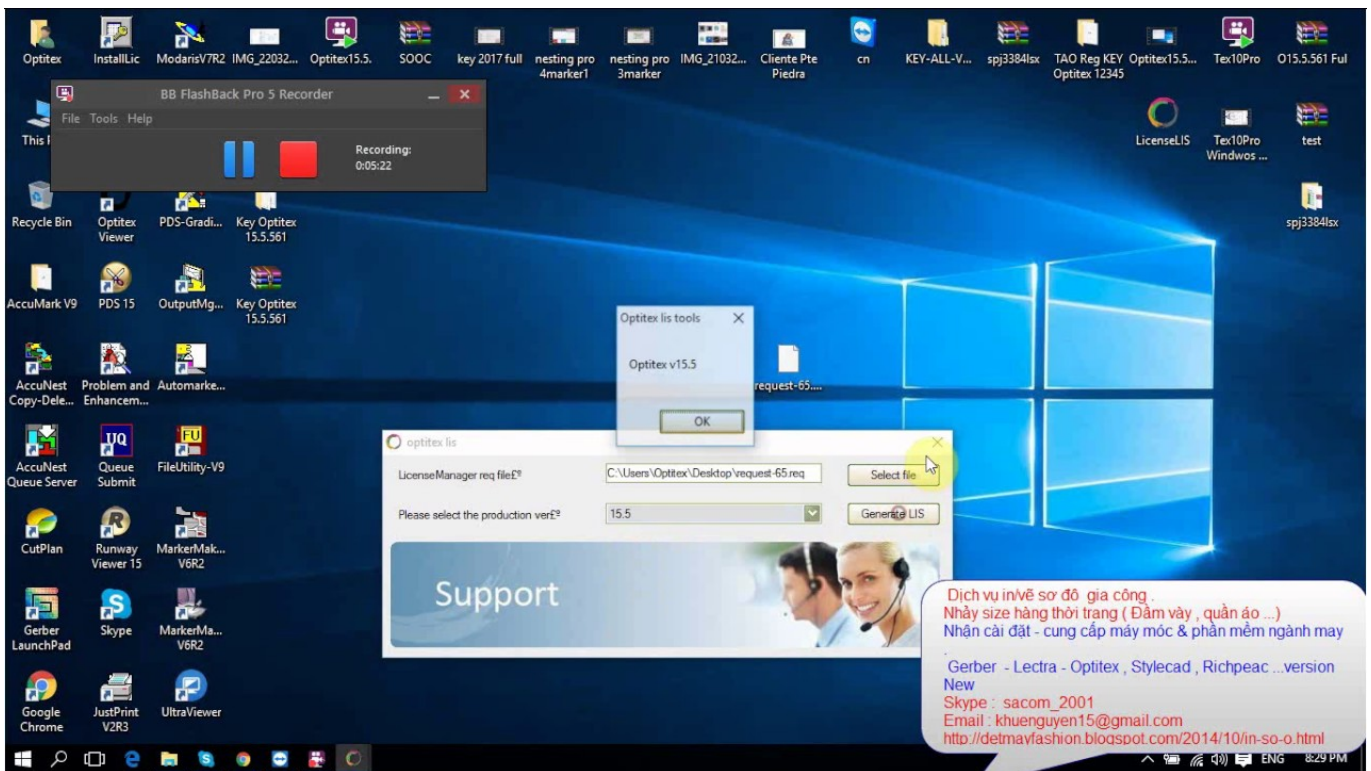 Optitex
InstallLic
ModarisV7R2
IMG_22032...
Optitex15.5.
SOOC
key 2017 full
nesting pro
4marker1
nesting pro
3marker
IMG_21032...
Cliente Pte
Piedra
cn
KEY-ALL-V...
spj3384lsx
TAO Reg KEY
Optitex 12345
Optitex15.5...
Tex10Pro
O15.5.561 Ful
BB FlashBack Pro 5 Recorder
File Tools Help
Recording:
0:05:22
This P
LicenseLIS
Tex10Pro
Windwos ...
test
Recycle Bin
Optitex
Viewer
PDS-Gradi...
Key Optitex
15.5.561
spj3384lsx
AccuMark V9
PDS 15
OutputMg...
Key Optitex
15.5.561
Optitex lis tools
Optitex v15.5
OK
request-65....
AccuNest
Copy-Dele...
Problem and
Enhancem...
Automarke...
AccuNest
Queue Server
UQ
Queue
Submit
FU
FileUtility-V9
optitex lis
LicenseManager req file£º
C:\Users\Optitex\Desktop\request-65.req
Select file
Please select the production ver£º
15.5
Generate LIS
Support
CutPlan
Runway
Viewer 15
MarkerMak...
V6R2
Gerber
LaunchPad
Skype
MarkerMa...
V6R2
Google
Chrome
JustPrint
V2R3
UltraViewer
Dịch vụ in/vẽ sơ đồ gia công .
Nhảy size hàng thời trang ( Đầm váy , quần áo ...)
Nhận cài đặt - cung cấp máy móc & phần mềm ngành may
.
Gerber - Lectra - Optitex , Stylecad , Richpeac ...version
New
Skype : sacom_2001
Email : khuenguyen15@gmail.com
http://detmayfashion.blogspot.com/2014/10/in-so-o.html
ENG
8:29 PM